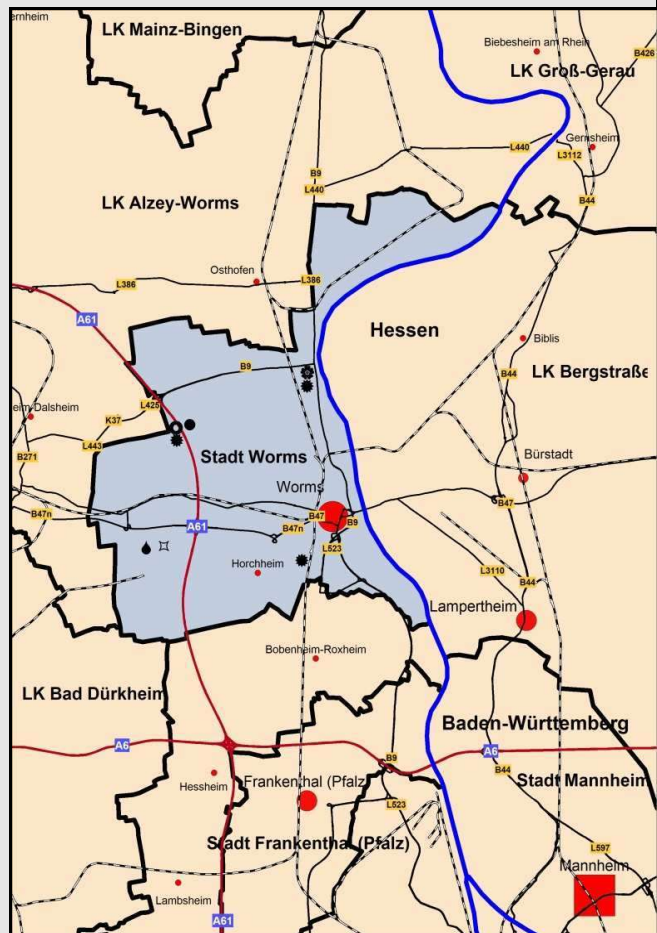 ernheim
LK Mainz-Bingen
Biebesheim am Rhein
B426
LK Groß-Gerau
L440
Gernsheim
L3112
B9
L440
B44
LK Alzey-Worms
Osthofen
L386
L386
A61
Hessen
Biblis
B9
B44
LK Bergstraße
L425
eim-Dalsheim
K37
L443
B271
Stadt Worms
Bürstadt
Worms
B47
B47n
A61
B47
B9
B47n
L523
Horchheim
L3110
B44
Lampertheim
Bobenheim-Roxheim
LK Bad Dürkheim
Baden-Württemberg
A6
A6
B9
B44
Stadt Mannheim
Hessheim
Frankenthal (Pfalz)
L523
Stadt Frankenthal (Pfalz)
L597
Mannheim
Lambsheim
A61